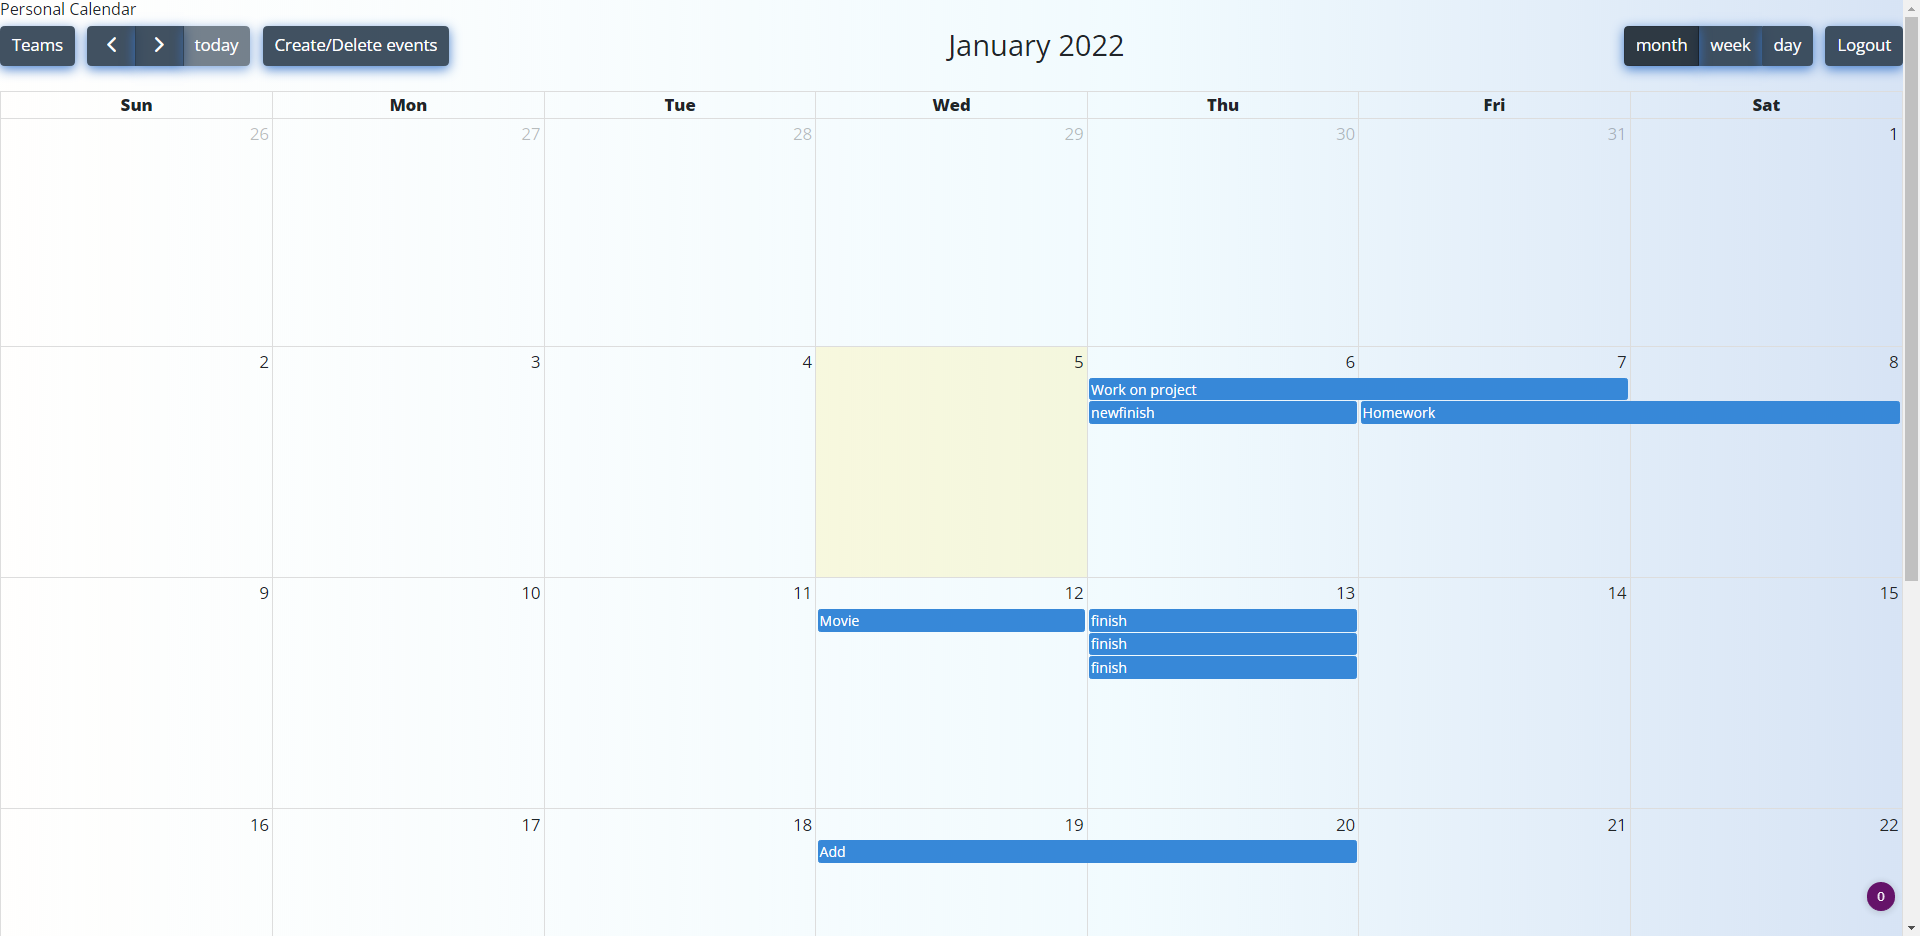 Personal Calendar
Teams today Create/Delete events January 2022 month week day Logout
Sun Mon Tue Wed Thu Fri Sat
26 27 28 29 30 31 1
2 3 4 5 6 7 8
Work on project
newfinish Homework
9 10 11 12 13 14 15
Movie finish
finish
finish
16 17 18 19 20 21 22
Add
0